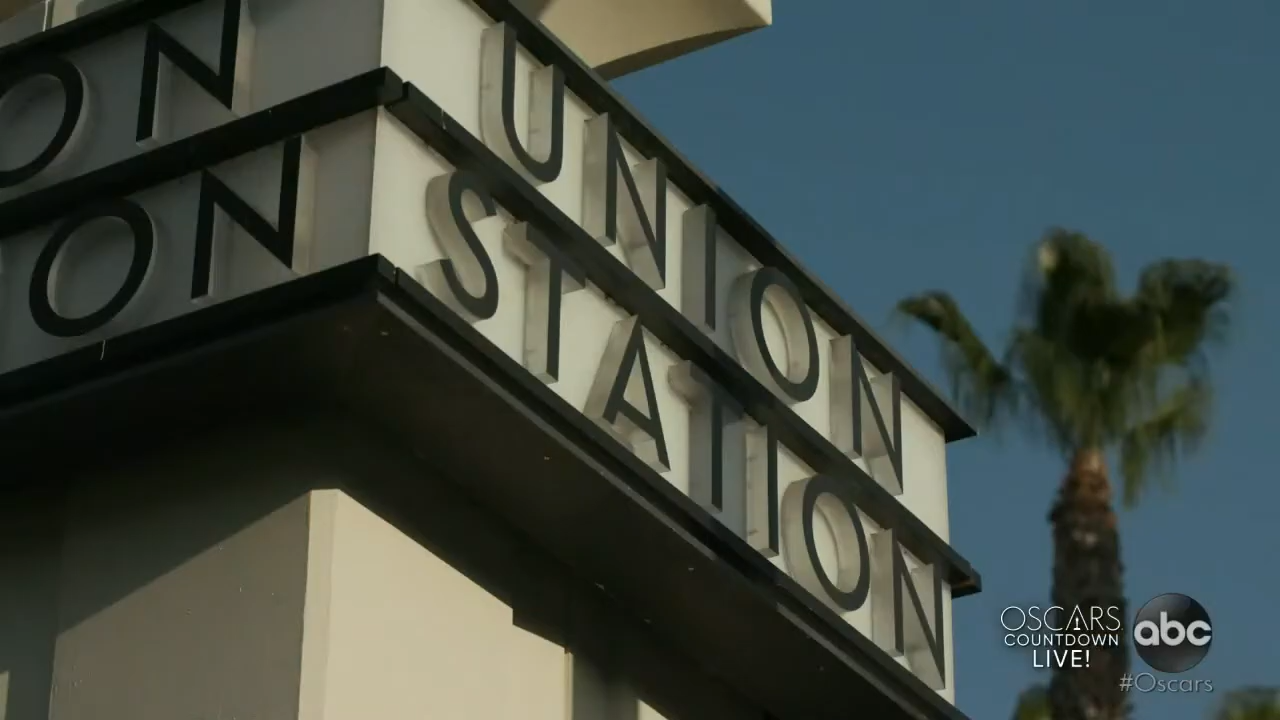 ON
UNION
ON
STATION
OSCARS
COUNTDOWN
LIVE!
abc
#Oscars